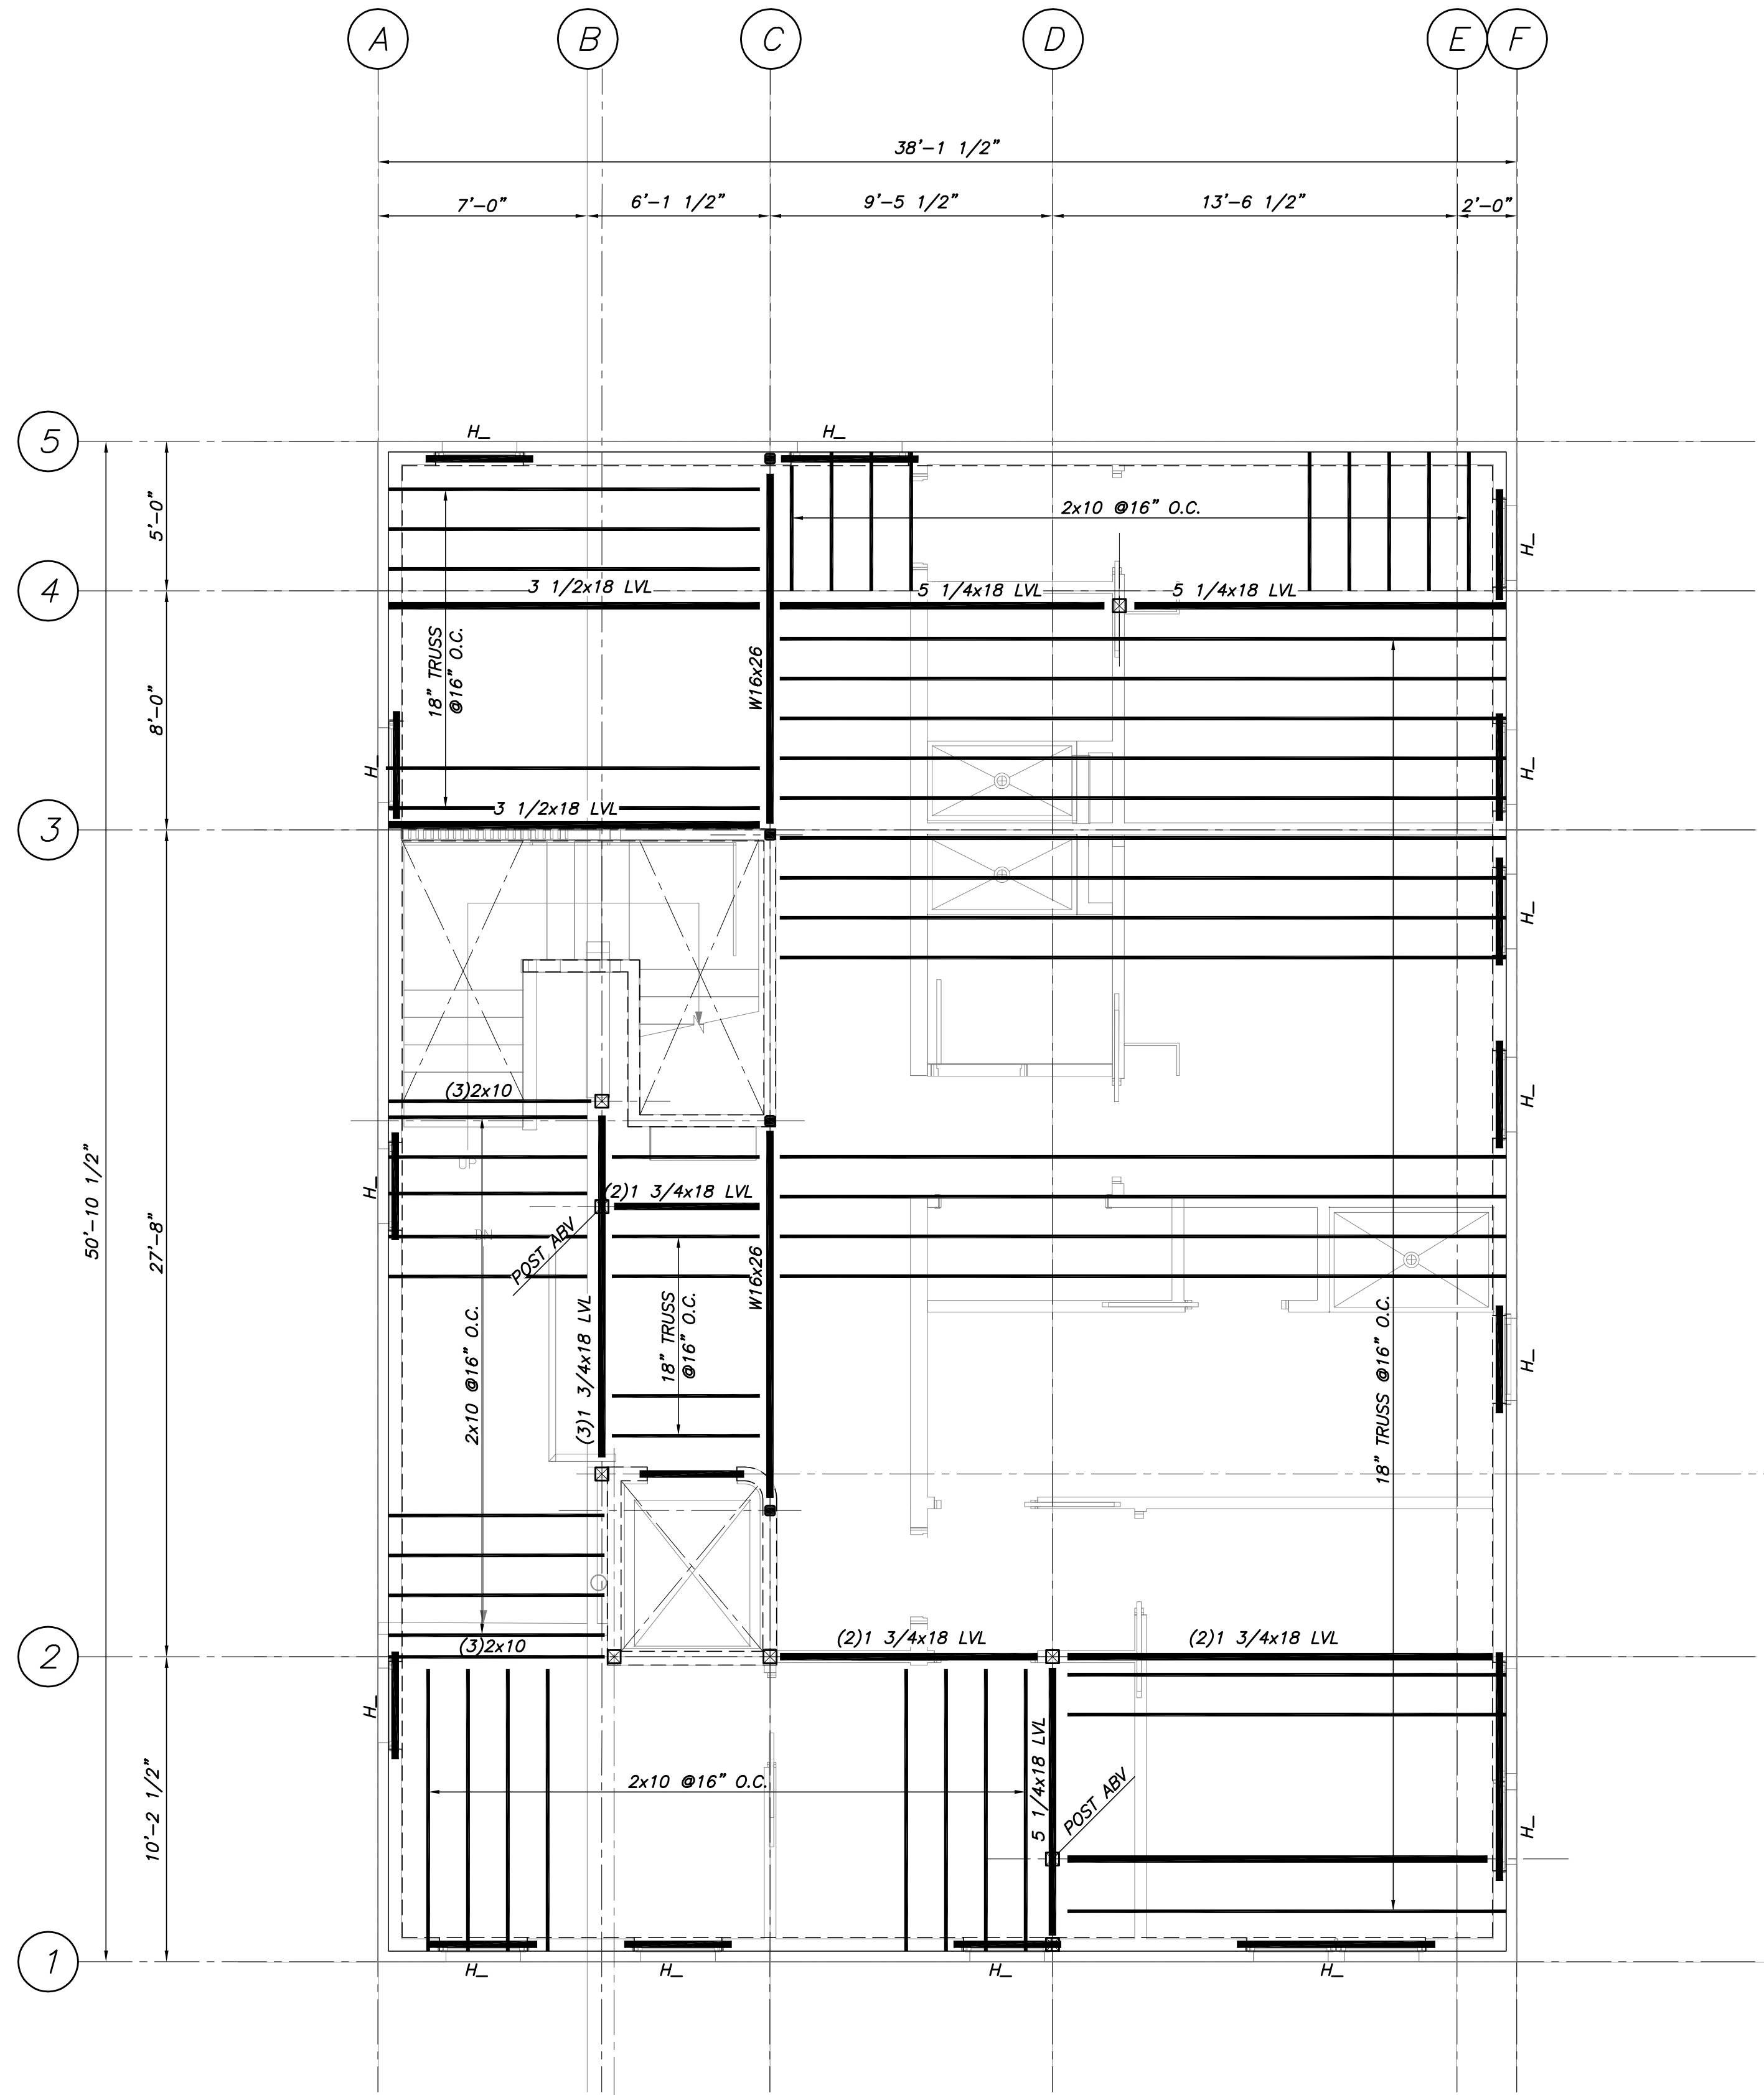 A B C D E F
38'-1 1/2"
7'-0" 6'-1 1/2" 9'-5 1/2" 13'-6 1/2" 2'-0"
5
H_ H_
5'-0"
2x10 @16" O.C.
H_
4
3 1/2x18 LVL 5 1/4x18 LVL 5 1/4x18 LVL
18" TRUSS
@16" O.C.
W16x26
8'-0"
H_ H_
3 1/2x18 LVL
3
H_
(3)2x10
H_
50'-10 1/2"
27'-8"
UP
H_
(2)1 3/4x18 LVL
DN
POST ABV
W16x26
2x10 @16" O.C.
(3)1 3/4x18 LVL
18" TRUSS
@16" O.C.
18" TRUSS @16" O.C.
H_
(3)2x10
(2)1 3/4x18 LVL (2)1 3/4x18 LVL
2
H_
10'-2 1/2"
2x10 @16" O.C.
5 1/4x18 LVL
POST ABV
H_
1
H_ H_ H_ H_